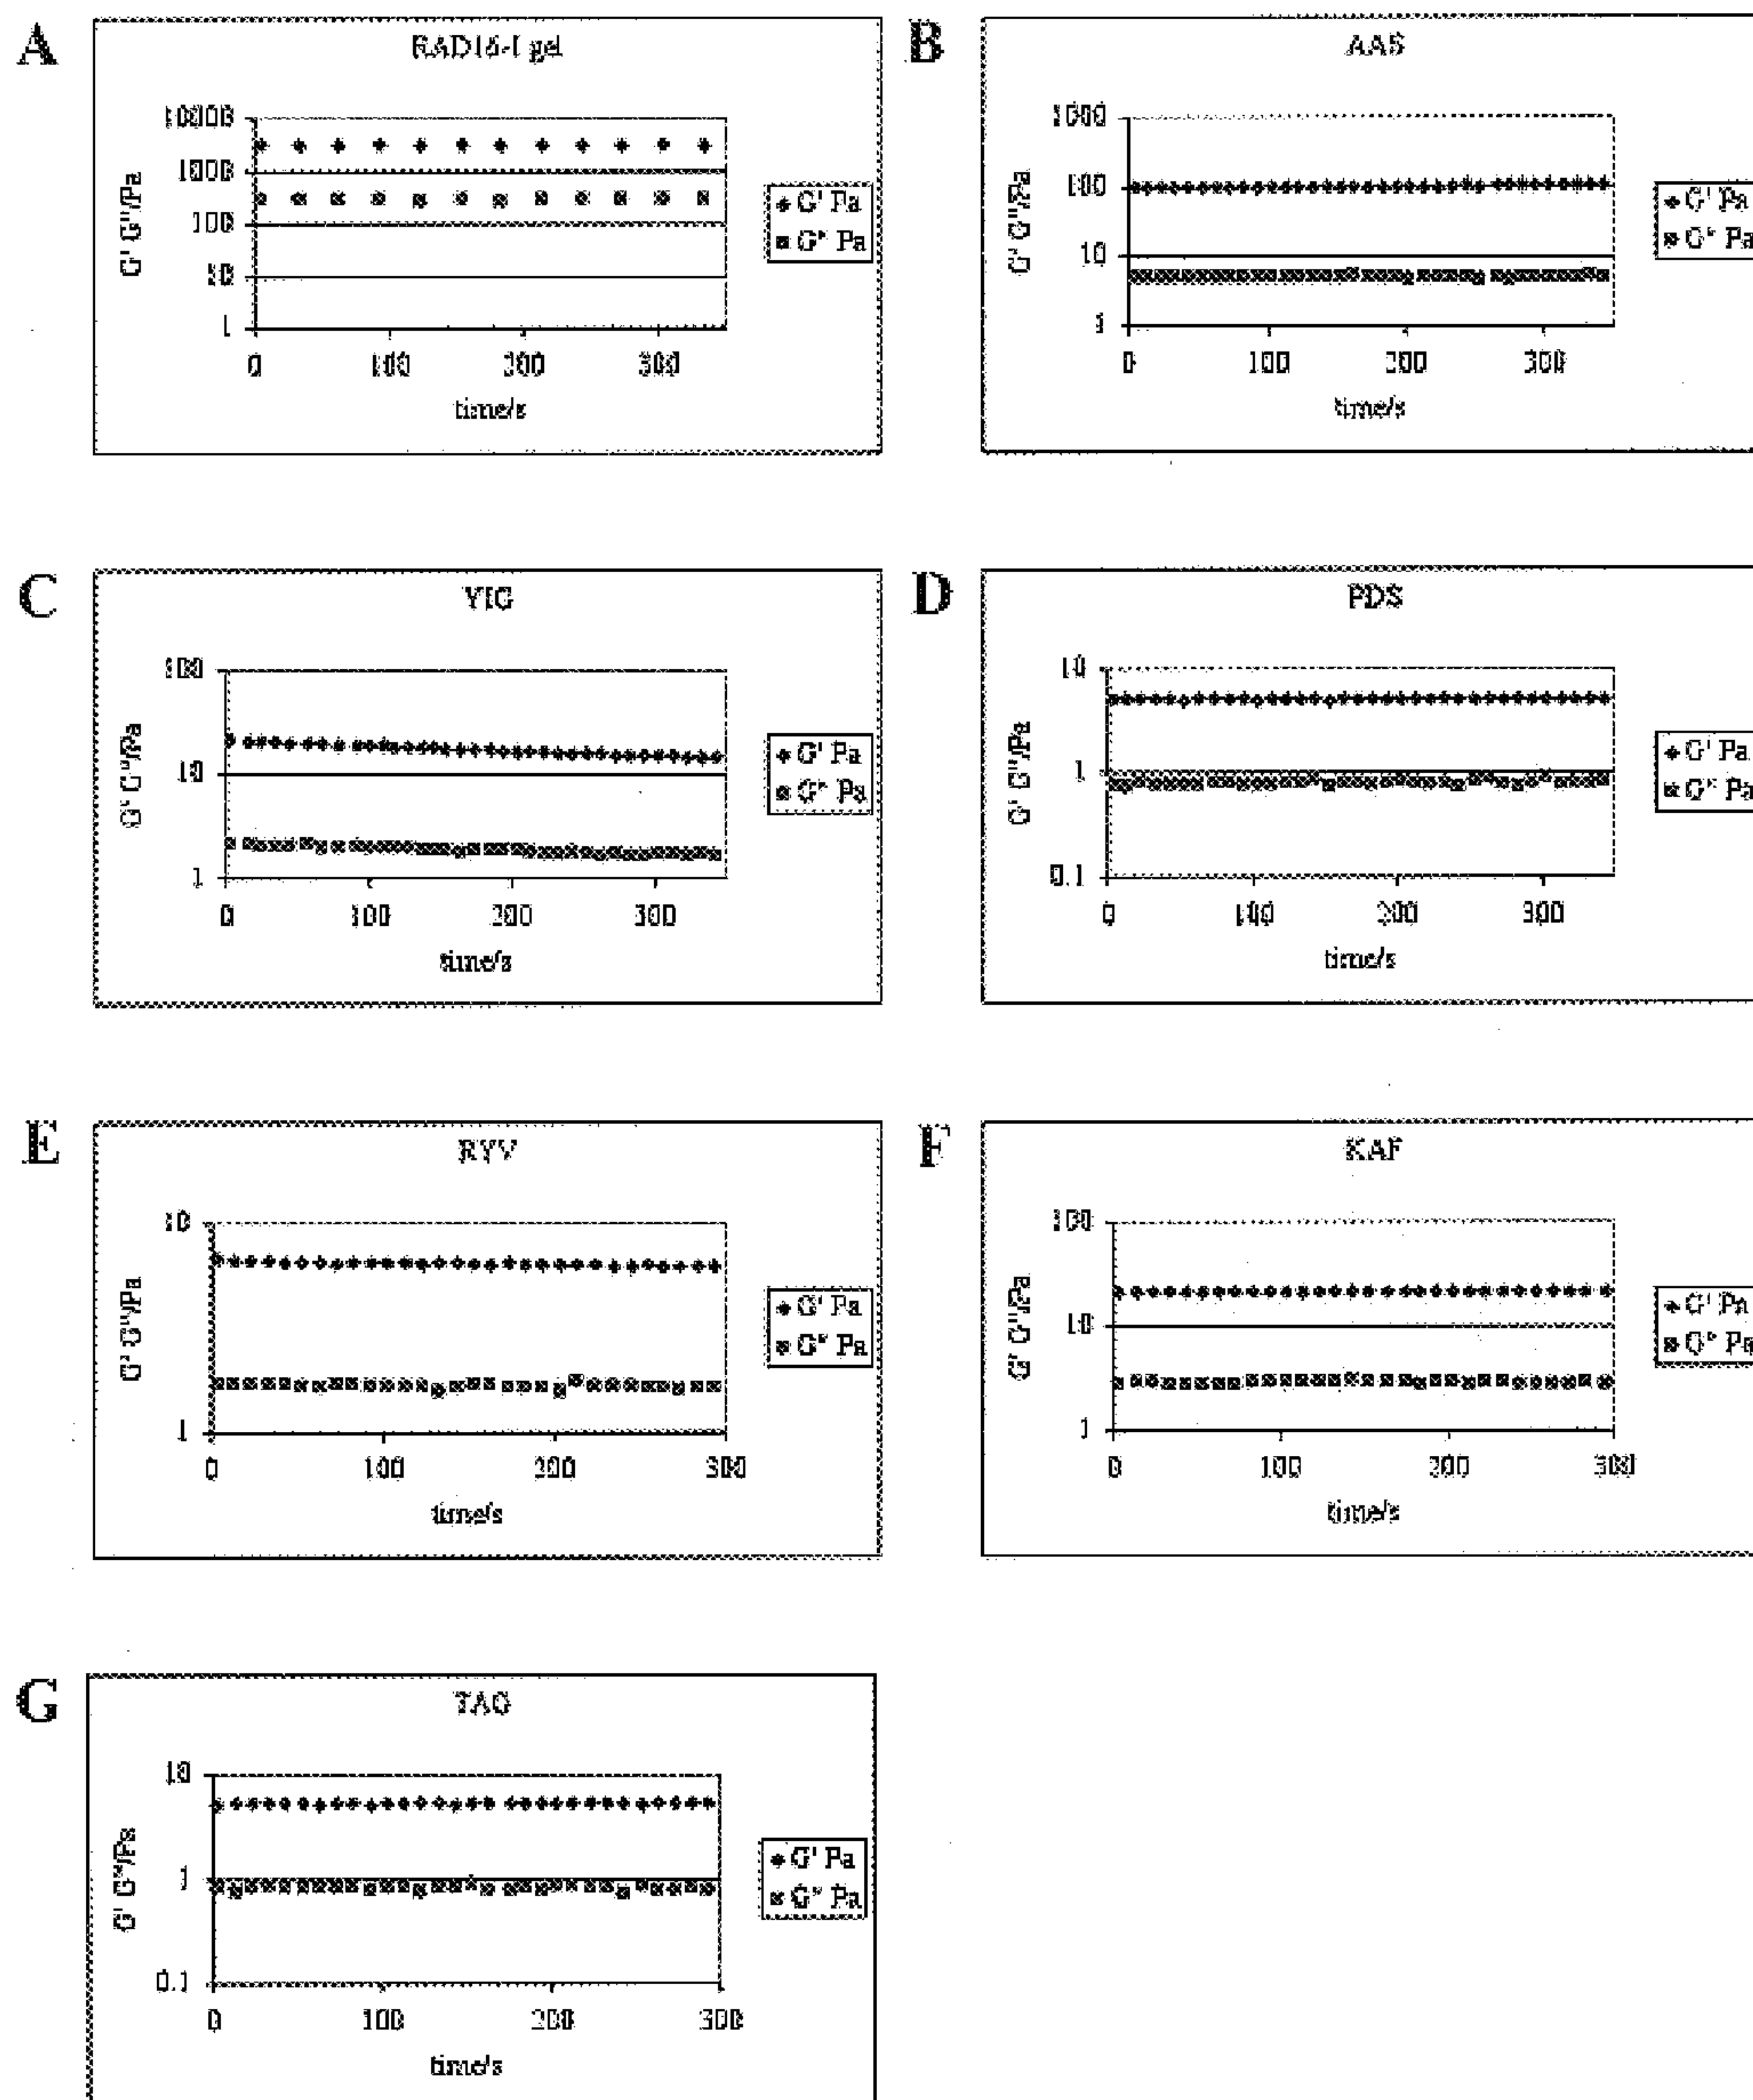 A
RAD16-I gel
10000
1000
100
10
1
G' G''/Pa
0 100 200 300
time/s
G' Pa
G" Pa
B
AAS
1000
100
10
1
G' G''/Pa
0 100 200 300
time/s
G' Pa
G" Pa
C
YIG
100
10
1
G' G''/Pa
0 100 200 300
time/s
G' Pa
G" Pa
D
PDS
10
1
0.1
G' G''/Pa
0 100 200 300
time/s
G' Pa
G" Pa
E
RYV
10
1
G' G''/Pa
0 100 200 300
time/s
G' Pa
G" Pa
F
KAF
100
10
1
G' G''/Pa
0 100 200 300
time/s
G' Pa
G" Pa
G
TAG
10
1
0.1
G' G''/Pa
0 100 200 300
time/s
G' Pa
G" Pa